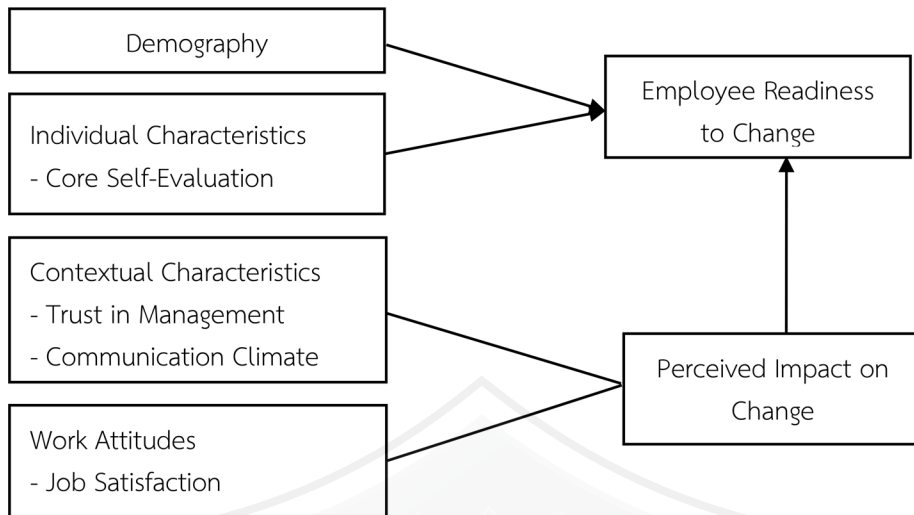 Demography
Individual Characteristics
- Core Self-Evaluation
Contextual Characteristics
- Trust in Management
- Communication Climate
Work Attitudes
- Job Satisfaction
Employee Readiness
to Change
Perceived Impact on
Change